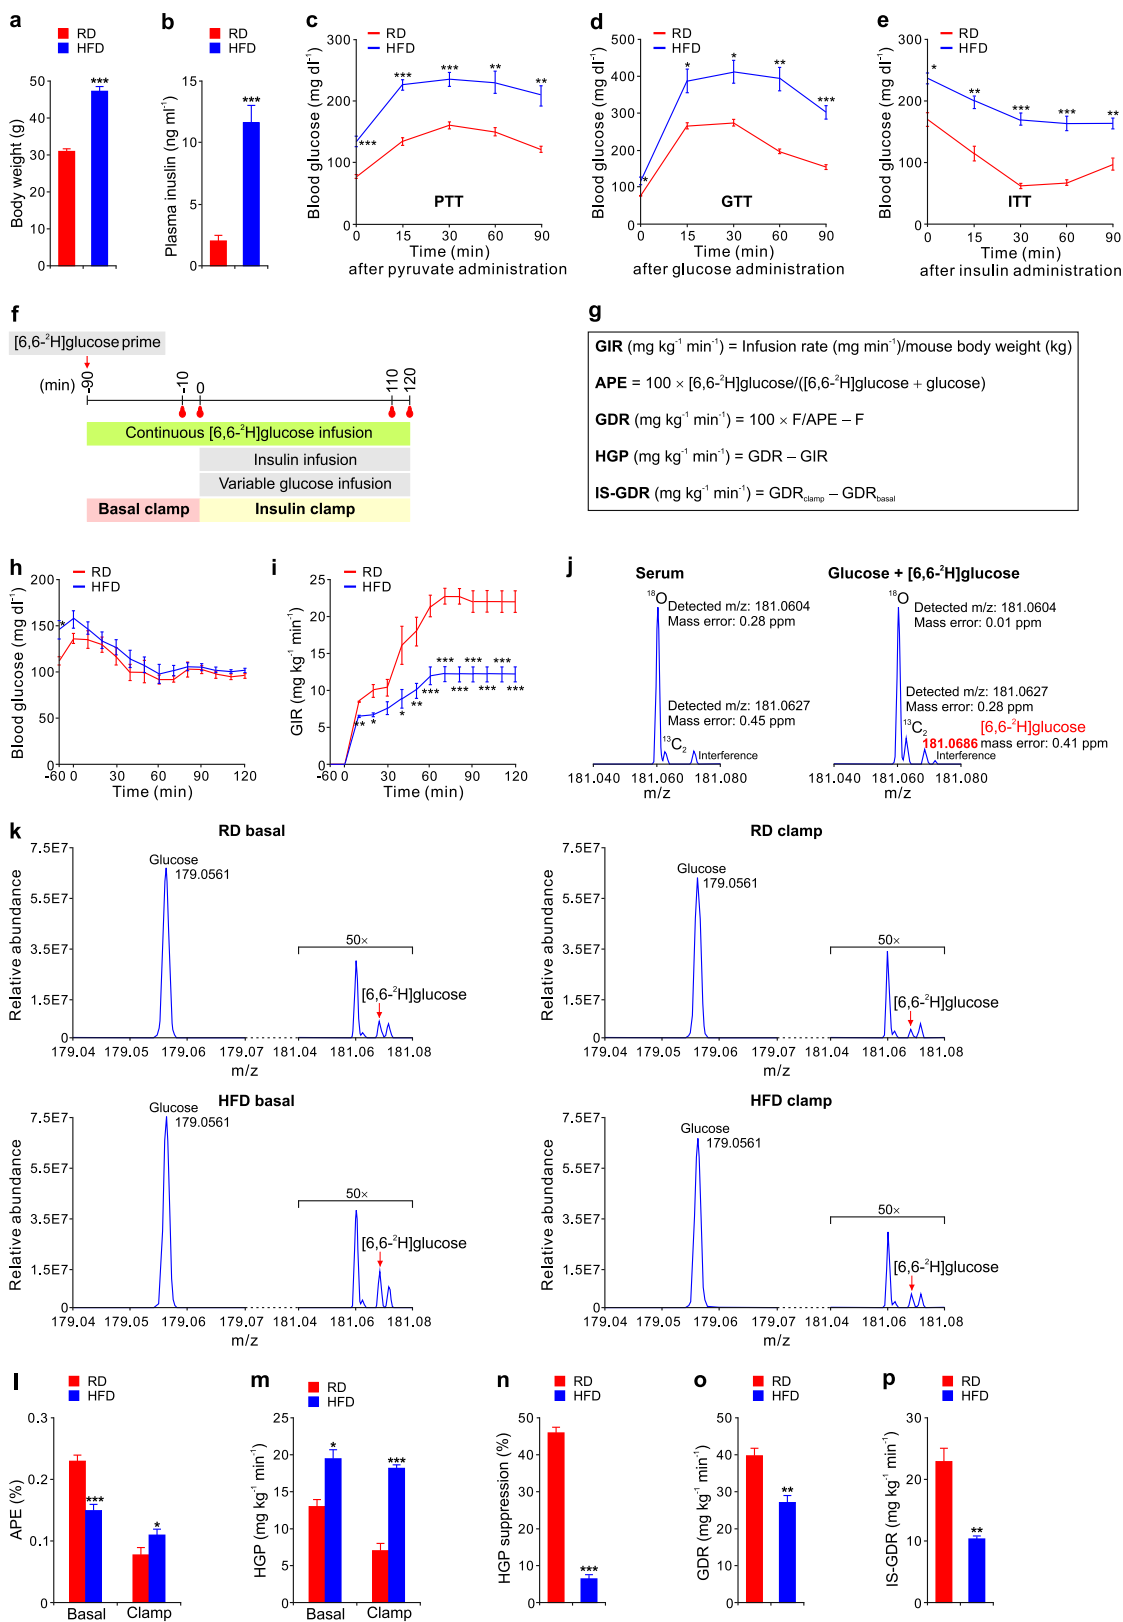 a
RD
HFD
Body weight (g)
50
40
30
20
10
0
***
b
RD
HFD
Plasma inuslin (ng ml⁻¹)
15
10
5
0
***
c
RD
HFD
Blood glucose (mg dl⁻¹)
300
200
100
0
*** *** ** **
***
PTT
0 15 30 60 90
Time (min)
after pyruvate administration
d
RD
HFD
Blood glucose (mg dl⁻¹)
500
400
300
200
100
0
* * ** ***
*
GTT
0 15 30 60 90
Time (min)
after glucose administration
e
RD
HFD
Blood glucose (mg dl⁻¹)
300
200
100
0
* ** *** *** **
ITT
0 15 30 60 90
Time (min)
after insulin administration
f
[6,6-²H]glucose prime
(min) -90 -10 0 110 120
Continuous [6,6-²H]glucose infusion
Insulin infusion
Variable glucose infusion
Basal clamp Insulin clamp
g
GIR (mg kg⁻¹ min⁻¹) = Infusion rate (mg min⁻¹)/mouse body weight (kg)
APE = 100 × [6,6-²H]glucose/([6,6-²H]glucose + glucose)
GDR (mg kg⁻¹ min⁻¹) = 100 × F/APE – F
HGP (mg kg⁻¹ min⁻¹) = GDR – GIR
IS-GDR (mg kg⁻¹ min⁻¹) = GDRclamp – GDRbasal
h
RD
HFD
Blood glucose (mg dl⁻¹)
200
150
100
50
0
*
-60 0 30 60 90 120
Time (min)
i
RD
HFD
GIR (mg kg⁻¹ min⁻¹)
25
20
15
10
5
0
*** *** ***
** * * ** *** *** *** ***
-60 0 30 60 90 120
Time (min)
j
Serum
¹⁸O
Detected m/z: 181.0604
Mass error: 0.28 ppm
Detected m/z: 181.0627
Mass error: 0.45 ppm
¹³C₂
Interference
181.040 181.060 181.080
m/z
Glucose + [6,6-²H]glucose
¹⁸O
Detected m/z: 181.0604
Mass error: 0.01 ppm
Detected m/z: 181.0627
Mass error: 0.28 ppm
¹³C₂ [6,6-²H]glucose
181.0686 mass error: 0.41 ppm
Interference
181.040 181.060 181.080
m/z
k
RD basal
Relative abundance
7.5E7
3.5E7
1.5E7
0
Glucose
179.0561
50×
[6,6-²H]glucose
179.04 179.05 179.06 179.07 181.04 181.06 181.08
m/z
RD clamp
Relative abundance
7.5E7
3.5E7
1.5E7
0
Glucose
179.0561
50×
[6,6-²H]glucose
179.04 179.05 179.06 179.07 181.04 181.06 181.08
m/z
HFD basal
Relative abundance
7.5E7
5.5E7
3.5E7
1.5E7
0
Glucose
179.0561
50×
[6,6-²H]glucose
179.04 179.05 179.06 179.07 181.04 181.06 181.08
m/z
HFD clamp
Relative abundance
7.5E7
5.5E7
3.5E7
1.5E7
0
Glucose
179.0561
50×
[6,6-²H]glucose
179.04 179.05 179.06 179.07 181.04 181.06 181.08
m/z
l
RD
HFD
APE (%)
0.3
0.2
0.1
0
*** *
Basal Clamp
m
RD
HFD
HGP (mg kg⁻¹ min⁻¹)
25
20
15
10
5
0
* ***
Basal Clamp
n
RD
HFD
HGP suppression (%)
50
40
30
20
10
0
***
o
RD
HFD
GDR (mg kg⁻¹ min⁻¹)
50
40
30
20
10
0
**
p
RD
HFD
IS-GDR (mg kg⁻¹ min⁻¹)
30
20
10
0
**